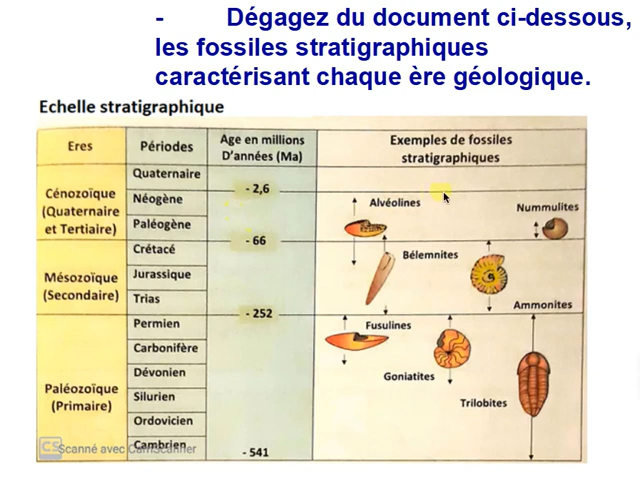 - Dégagez du document ci-dessous,
les fossiles stratigraphiques
caractérisant chaque ère géologique.
Echelle stratigraphique
Eres
Périodes
Age en millions
D'années (Ma)
Exemples de fossiles
stratigraphiques
Cénozoïque
(Quaternaire
et Tertiaire)
Quaternaire
Néogène
Paléogène
- 2,6
- 66
Alvéolines
Nummulites
Mésozoïque
(Secondaire)
Crétacé
Jurassique
Trias
- 252
Bélemnites
Ammonites
Paléozoïque
(Primaire)
Permien
Carbonifère
Dévonien
Silurien
Ordovicien
Cambrien
- 541
Fusulines
Goniatites
Trilobites
CS Scanné avec CamScanner